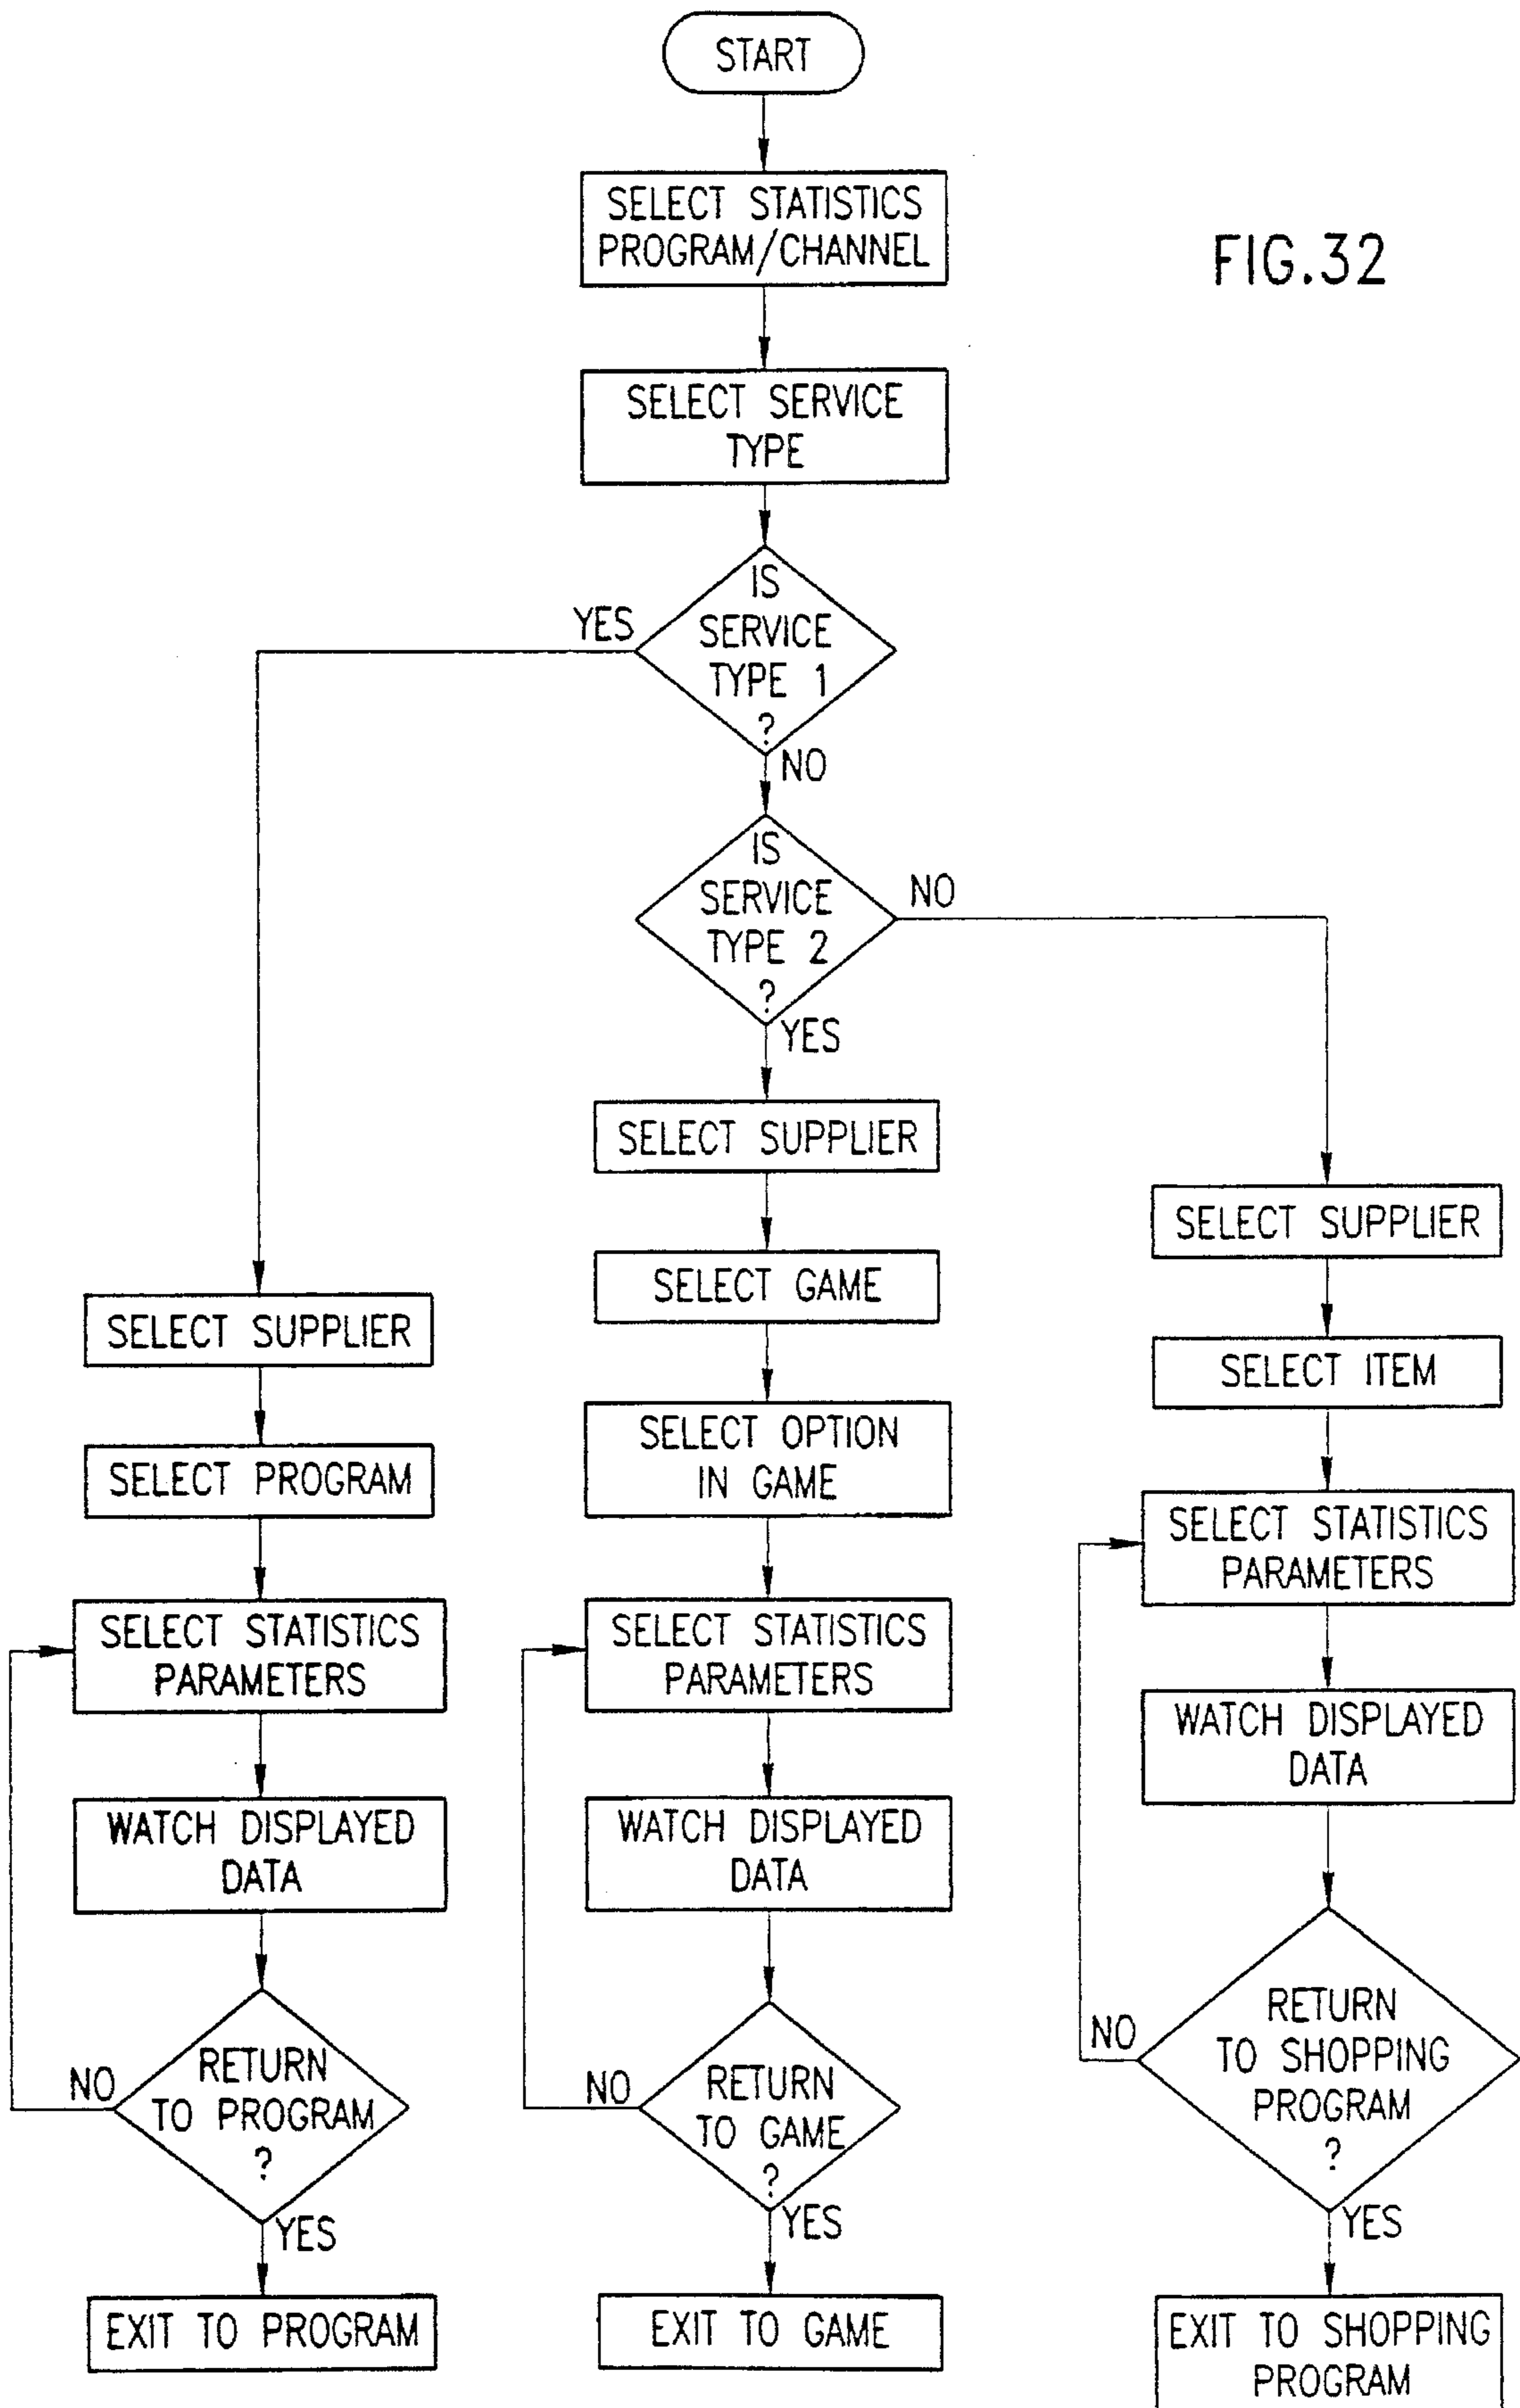 START
SELECT STATISTICS
PROGRAM/CHANNEL
FIG.32
SELECT SERVICE
TYPE
IS
SERVICE
TYPE 1
?
YES
NO
IS
SERVICE
TYPE 2
?
NO
YES
SELECT SUPPLIER
SELECT PROGRAM
SELECT STATISTICS
PARAMETERS
WATCH DISPLAYED
DATA
RETURN
TO PROGRAM
?
NO
YES
EXIT TO PROGRAM
SELECT SUPPLIER
SELECT GAME
SELECT OPTION
IN GAME
SELECT STATISTICS
PARAMETERS
WATCH DISPLAYED
DATA
RETURN
TO GAME
?
NO
YES
EXIT TO GAME
SELECT SUPPLIER
SELECT ITEM
SELECT STATISTICS
PARAMETERS
WATCH DISPLAYED
DATA
RETURN
TO SHOPPING
PROGRAM
?
NO
YES
EXIT TO SHOPPING
PROGRAM